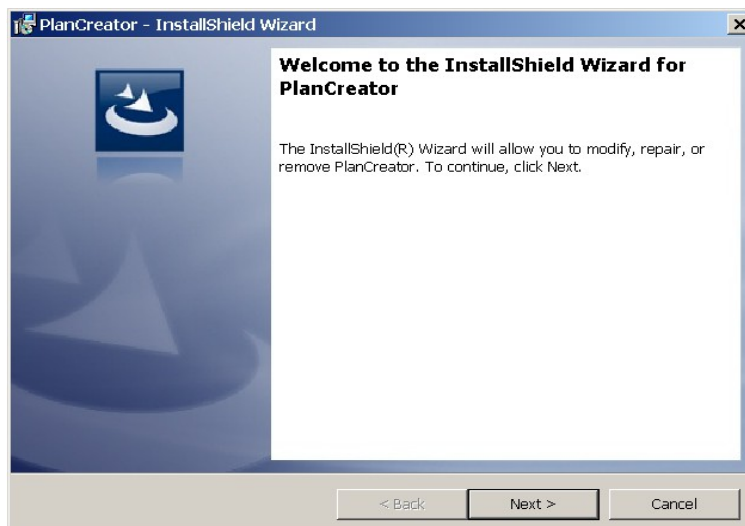 PlanCreator - InstallShield Wizard
Welcome to the InstallShield Wizard for
PlanCreator
The InstallShield(R) Wizard will allow you to modify, repair, or
remove PlanCreator. To continue, click Next.
< Back
Next >
Cancel